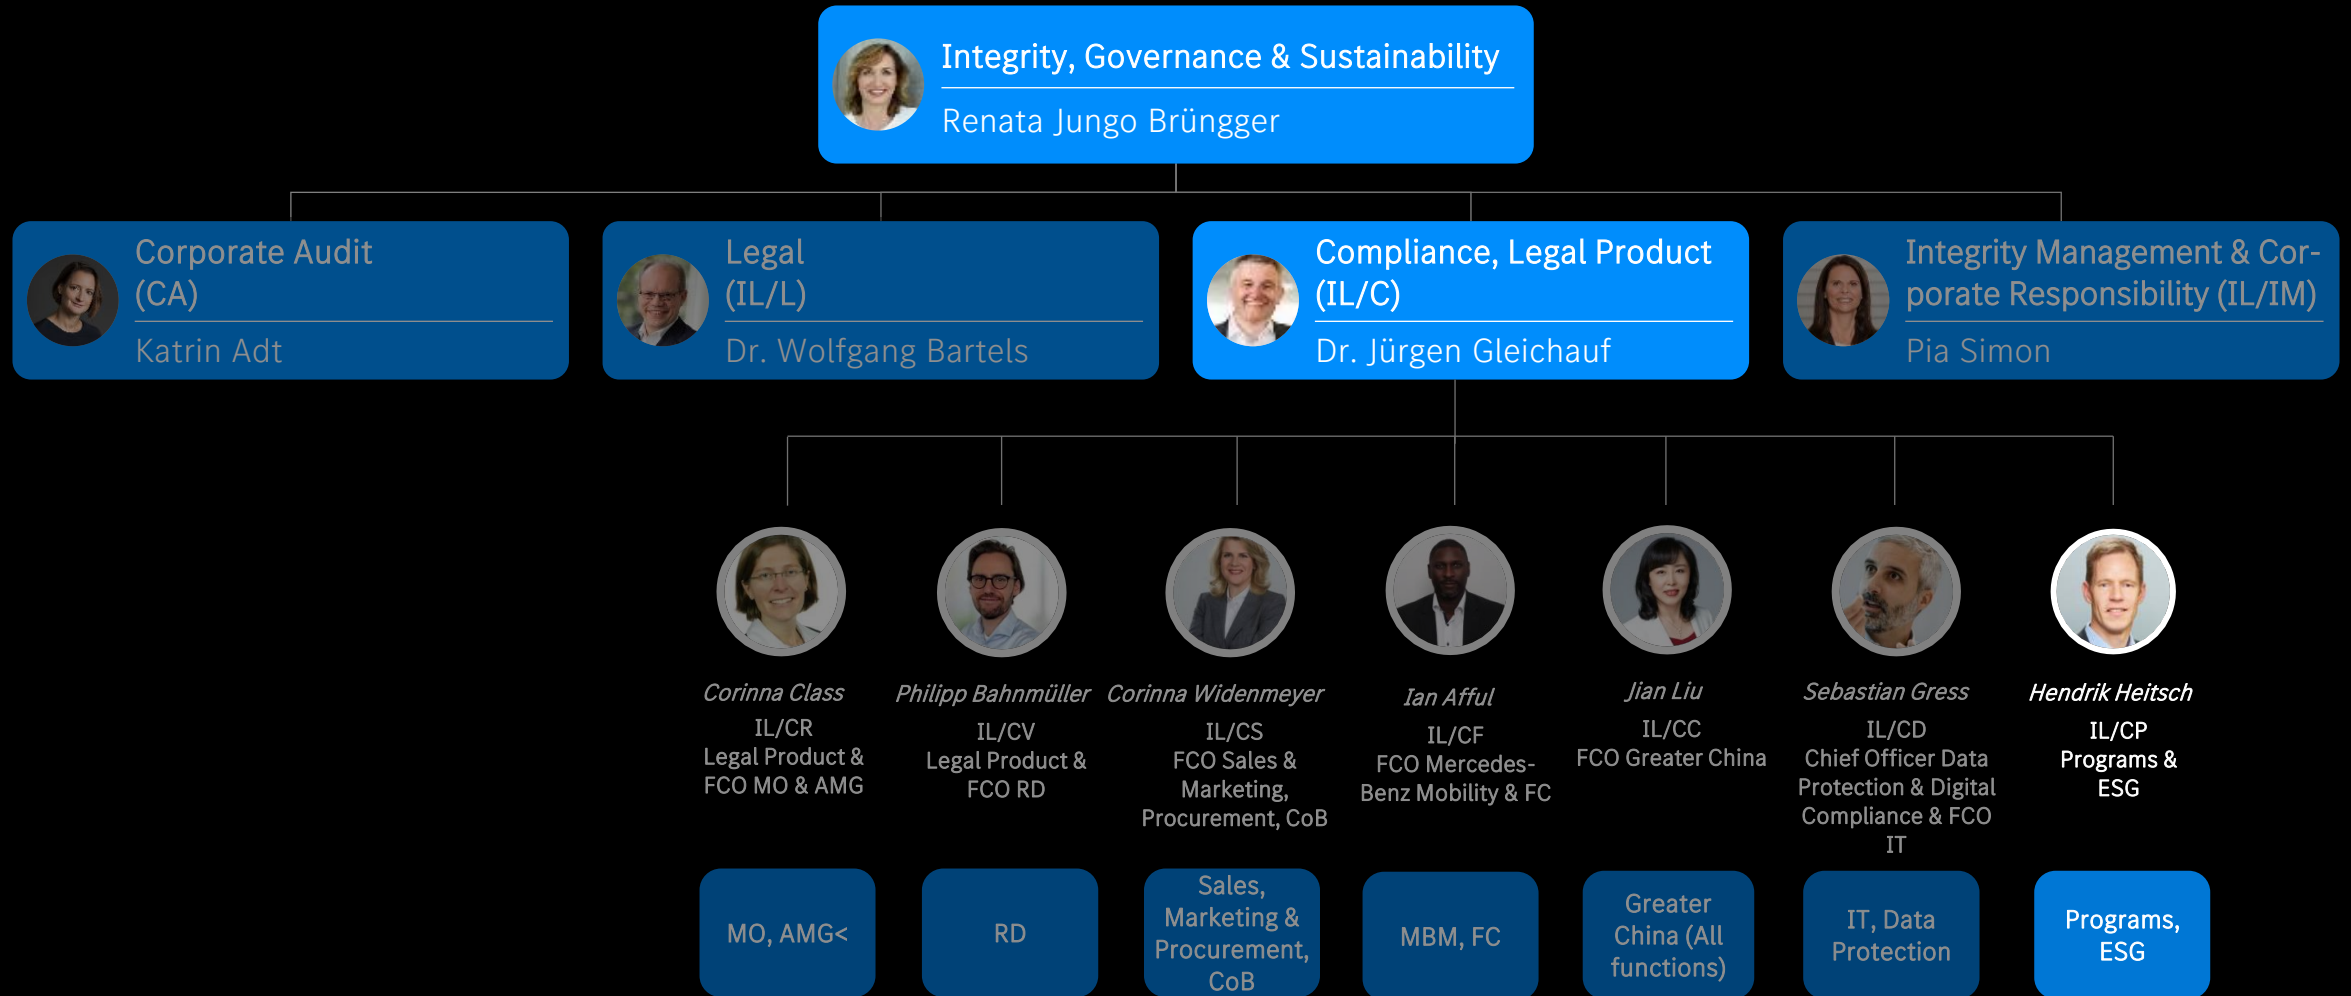 Integrity, Governance & Sustainability
Renata Jungo Brüngger
Corporate Audit
(CA)
Katrin Adt
Legal
(IL/L)
Dr. Wolfgang Bartels
Compliance, Legal Product
(IL/C)
Dr. Jürgen Gleichauf
Integrity Management & Cor-
porate Responsibility (IL/IM)
Pia Simon
Corinna Class
IL/CR
Legal Product &
FCO MO & AMG
Philipp Bahnmüller
IL/CV
Legal Product &
FCO RD
Corinna Widenmeyer
IL/CS
FCO Sales &
Marketing,
Procurement, CoB
Ian Afful
IL/CF
FCO Mercedes-
Benz Mobility & FC
Jian Liu
IL/CC
FCO Greater China
Sebastian Gress
IL/CD
Chief Officer Data
Protection & Digital
Compliance & FCO
IT
Hendrik Heitsch
IL/CP
Programs &
ESG
MO, AMG<
RD
Sales,
Marketing &
Procurement,
CoB
MBM, FC
Greater
China (All
functions)
IT, Data
Protection
Programs,
ESG